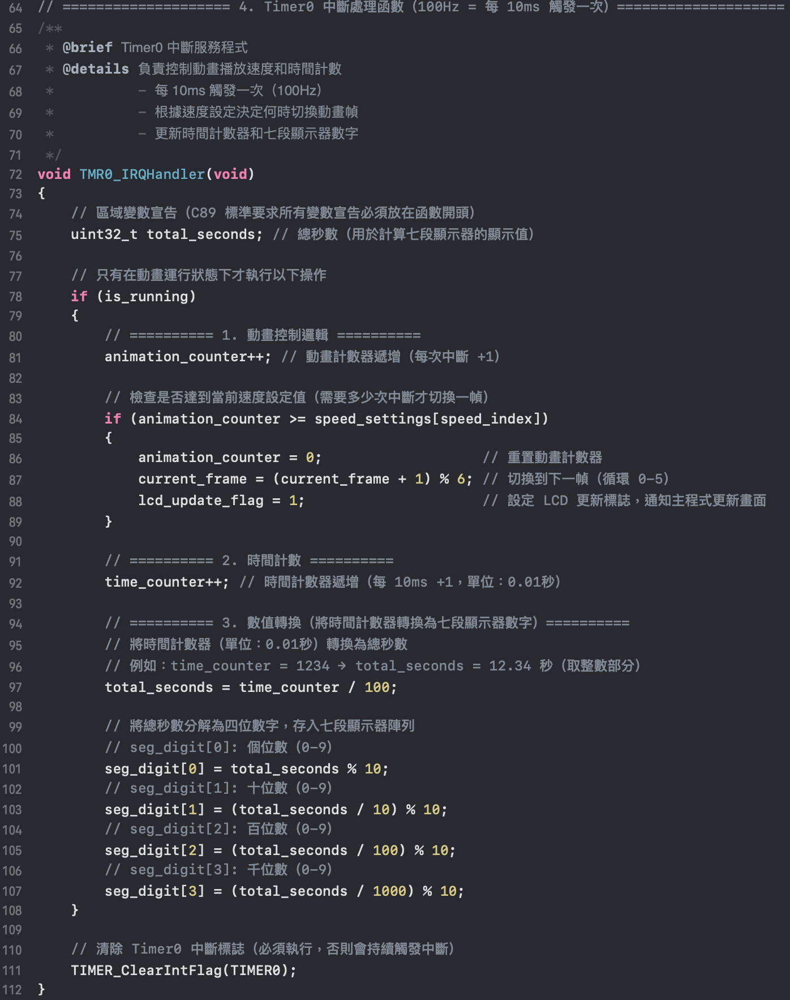 64 // ==================== 4. Timer0 中斷處理函數（100Hz = 每 10ms 觸發一次）====================
65 /**
66  * @brief Timer0 中斷服務程式
67  * @details 負責控制動畫播放速度和時間計數
68  *          - 每 10ms 觸發一次（100Hz）
69  *          - 根據速度設定決定何時切換動畫幀
70  *          - 更新時間計數器和七段顯示器數字
71  */
72 void TMR0_IRQHandler(void)
73 {
74     // 區域變數宣告（C89 標準要求所有變數宣告必須放在函數開頭）
75     uint32_t total_seconds; // 總秒數（用於計算七段顯示器的顯示值）
76
77     // 只有在動畫運行狀態下才執行以下操作
78     if (is_running)
79     {
80         // ========== 1. 動畫控制邏輯 ==========
81         animation_counter++; // 動畫計數器遞增（每次中斷 +1）
82
83         // 檢查是否達到當前速度設定值（需要多少次中斷才切換一幀）
84         if (animation_counter >= speed_settings[speed_index])
85         {
86             animation_counter = 0;                   // 重置動畫計數器
87             current_frame = (current_frame + 1) % 6; // 切換到下一幀（循環 0-5）
88             lcd_update_flag = 1;                     // 設定 LCD 更新標誌，通知主程式更新畫面
89         }
90
91         // ========== 2. 時間計數 ==========
92         time_counter++; // 時間計數器遞增（每 10ms +1，單位：0.01秒）
93
94         // ========== 3. 數值轉換（將時間計數器轉換為七段顯示器數字）==========
95         // 將時間計數器（單位：0.01秒）轉換為總秒數
96         // 例如：time_counter = 1234 → total_seconds = 12.34 秒（取整數部分）
97         total_seconds = time_counter / 100;
98
99         // 將總秒數分解為四位數字，存入七段顯示器陣列
100         // seg_digit[0]: 個位數（0-9）
101         seg_digit[0] = total_seconds % 10;
102         // seg_digit[1]: 十位數（0-9）
103         seg_digit[1] = (total_seconds / 10) % 10;
104         // seg_digit[2]: 百位數（0-9）
105         seg_digit[2] = (total_seconds / 100) % 10;
106         // seg_digit[3]: 千位數（0-9）
107         seg_digit[3] = (total_seconds / 1000) % 10;
108     }
109
110     // 清除 Timer0 中斷標誌（必須執行，否則會持續觸發中斷）
111     TIMER_ClearIntFlag(TIMER0);
112 }